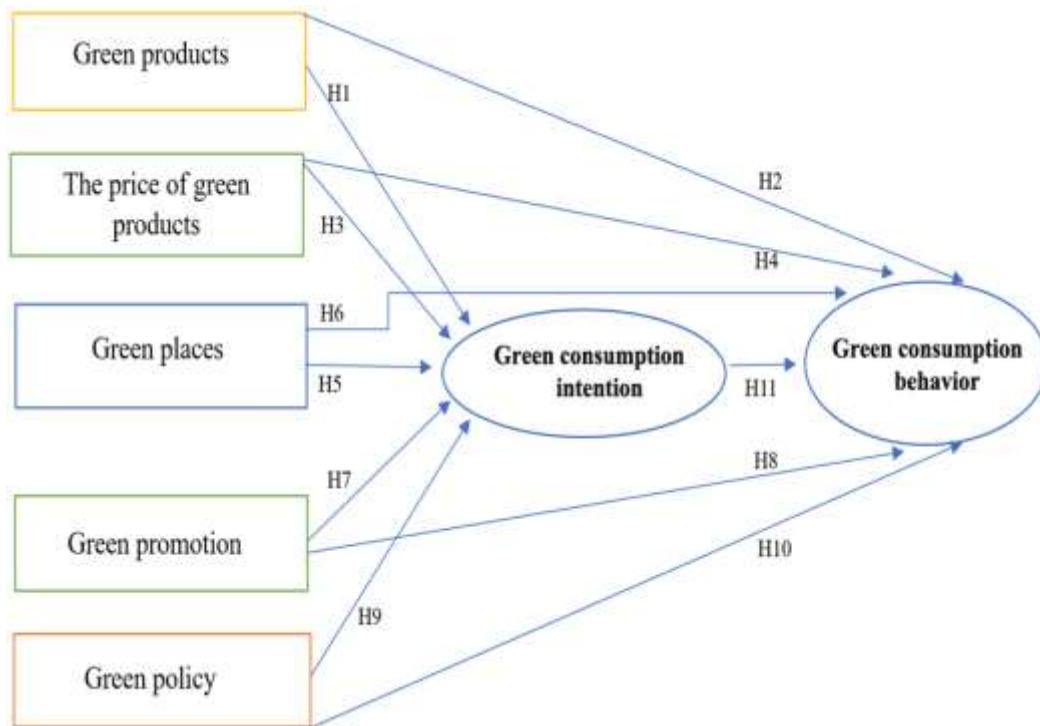 Green products
H1
H2
The price of green
products
H3
H4
H6
Green places
H5
Green consumption
intention
H11
Green consumption
behavior
H7
H8
Green promotion
H10
H9
Green policy